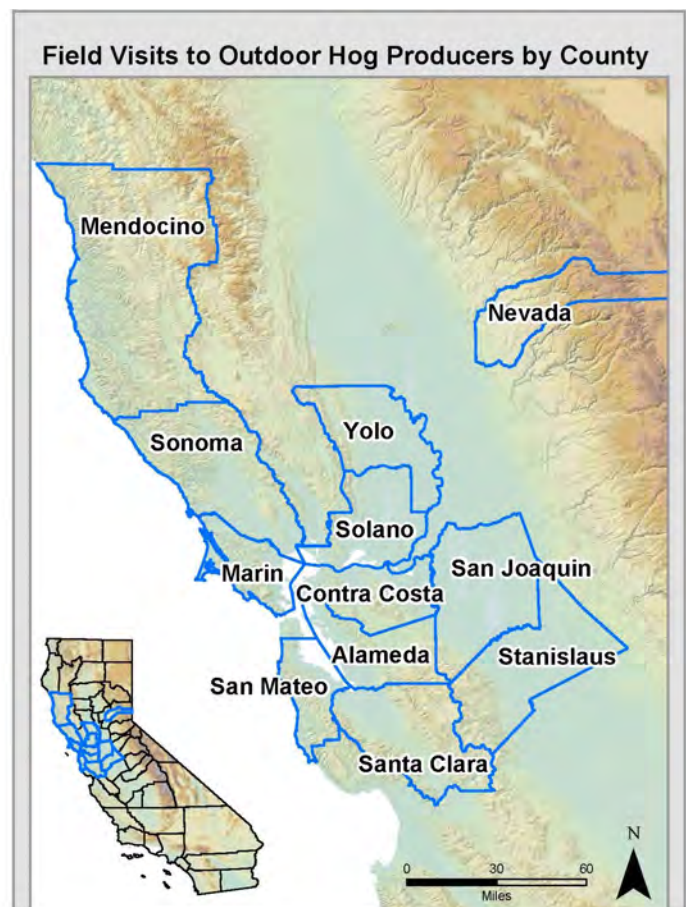 Field Visits to Outdoor Hog Producers by County
Mendocino
Nevada
Sonoma
Yolo
Solano
Marin
San Joaquin
Contra Costa
Alameda
Stanislaus
San Mateo
Santa Clara
N
0 30 60
Miles